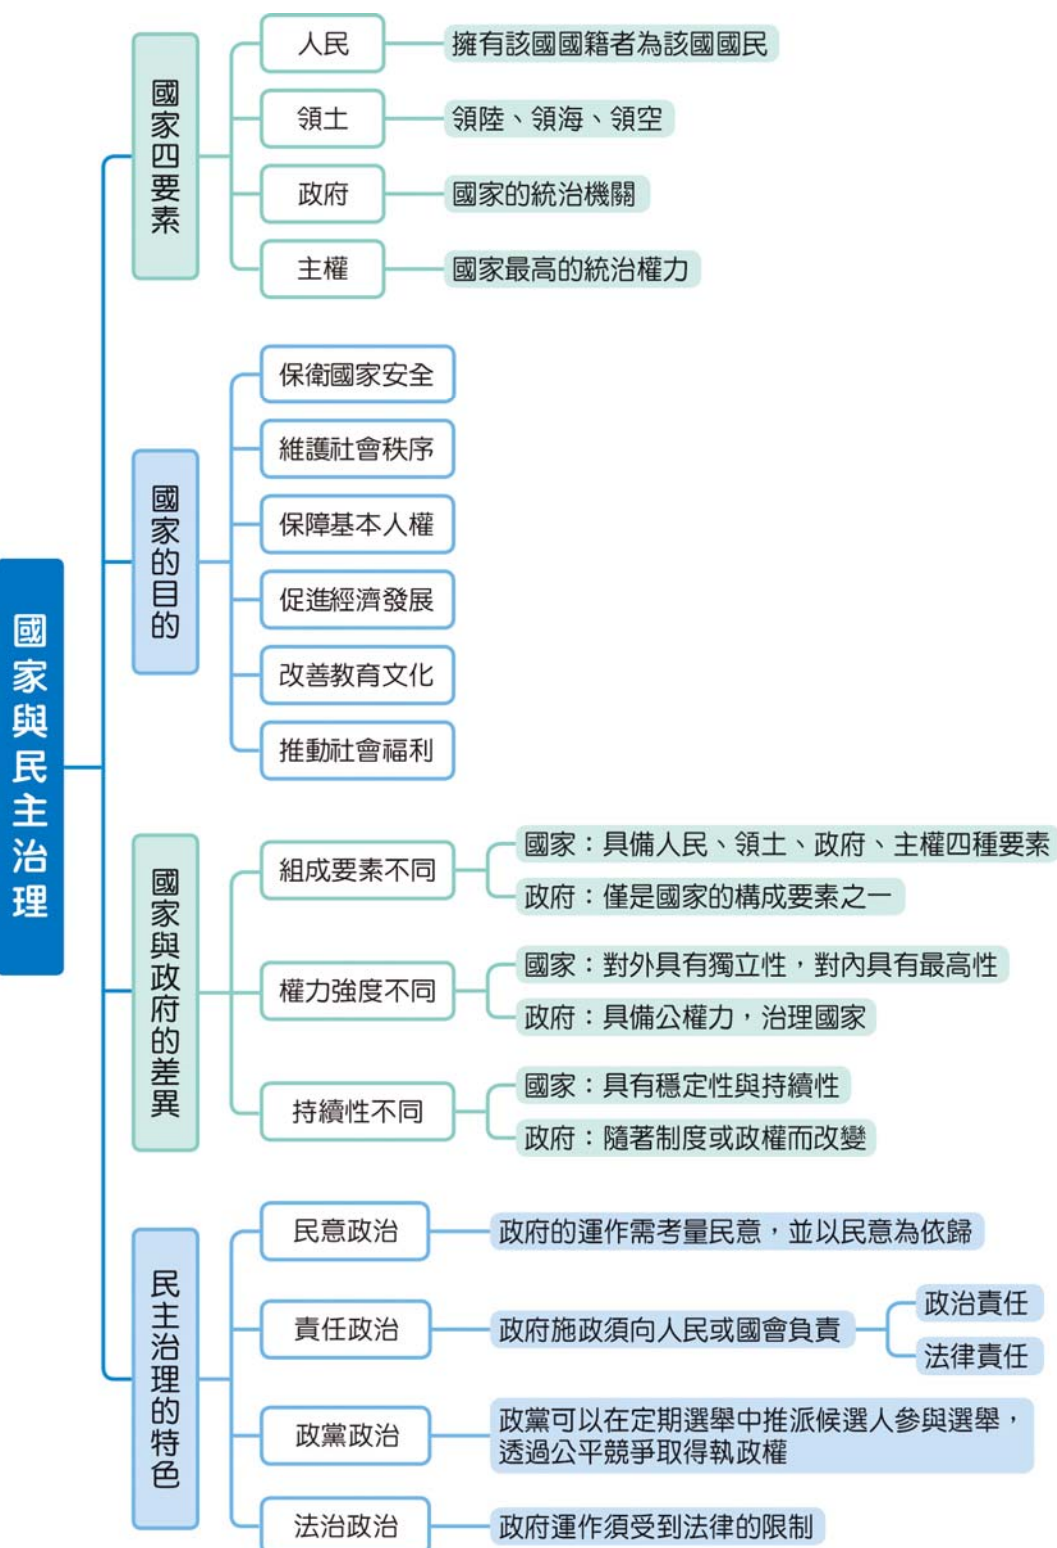 國家與民主治理
國家四要素
人民
擁有該國國籍者為該國國民
領土
領陸、領海、領空
政府
國家的統治機關
主權
國家最高的統治權力
國家的目的
保衛國家安全
維護社會秩序
保障基本人權
促進經濟發展
改善教育文化
推動社會福利
國家與政府的差異
組成要素不同
國家：具備人民、領土、政府、主權四種要素
政府：僅是國家的構成要素之一
權力強度不同
國家：對外具有獨立性，對內具有最高性
政府：具備公權力，治理國家
持續性不同
國家：具有穩定性與持續性
政府：隨著制度或政權而改變
民主治理的特色
民意政治
政府的運作需考量民意，並以民意為依歸
責任政治
政府施政須向人民或國會負責
政治責任
法律責任
政黨政治
政黨可以在定期選舉中推派候選人參與選舉，
透過公平競爭取得執政權
法治政治
政府運作須受到法律的限制